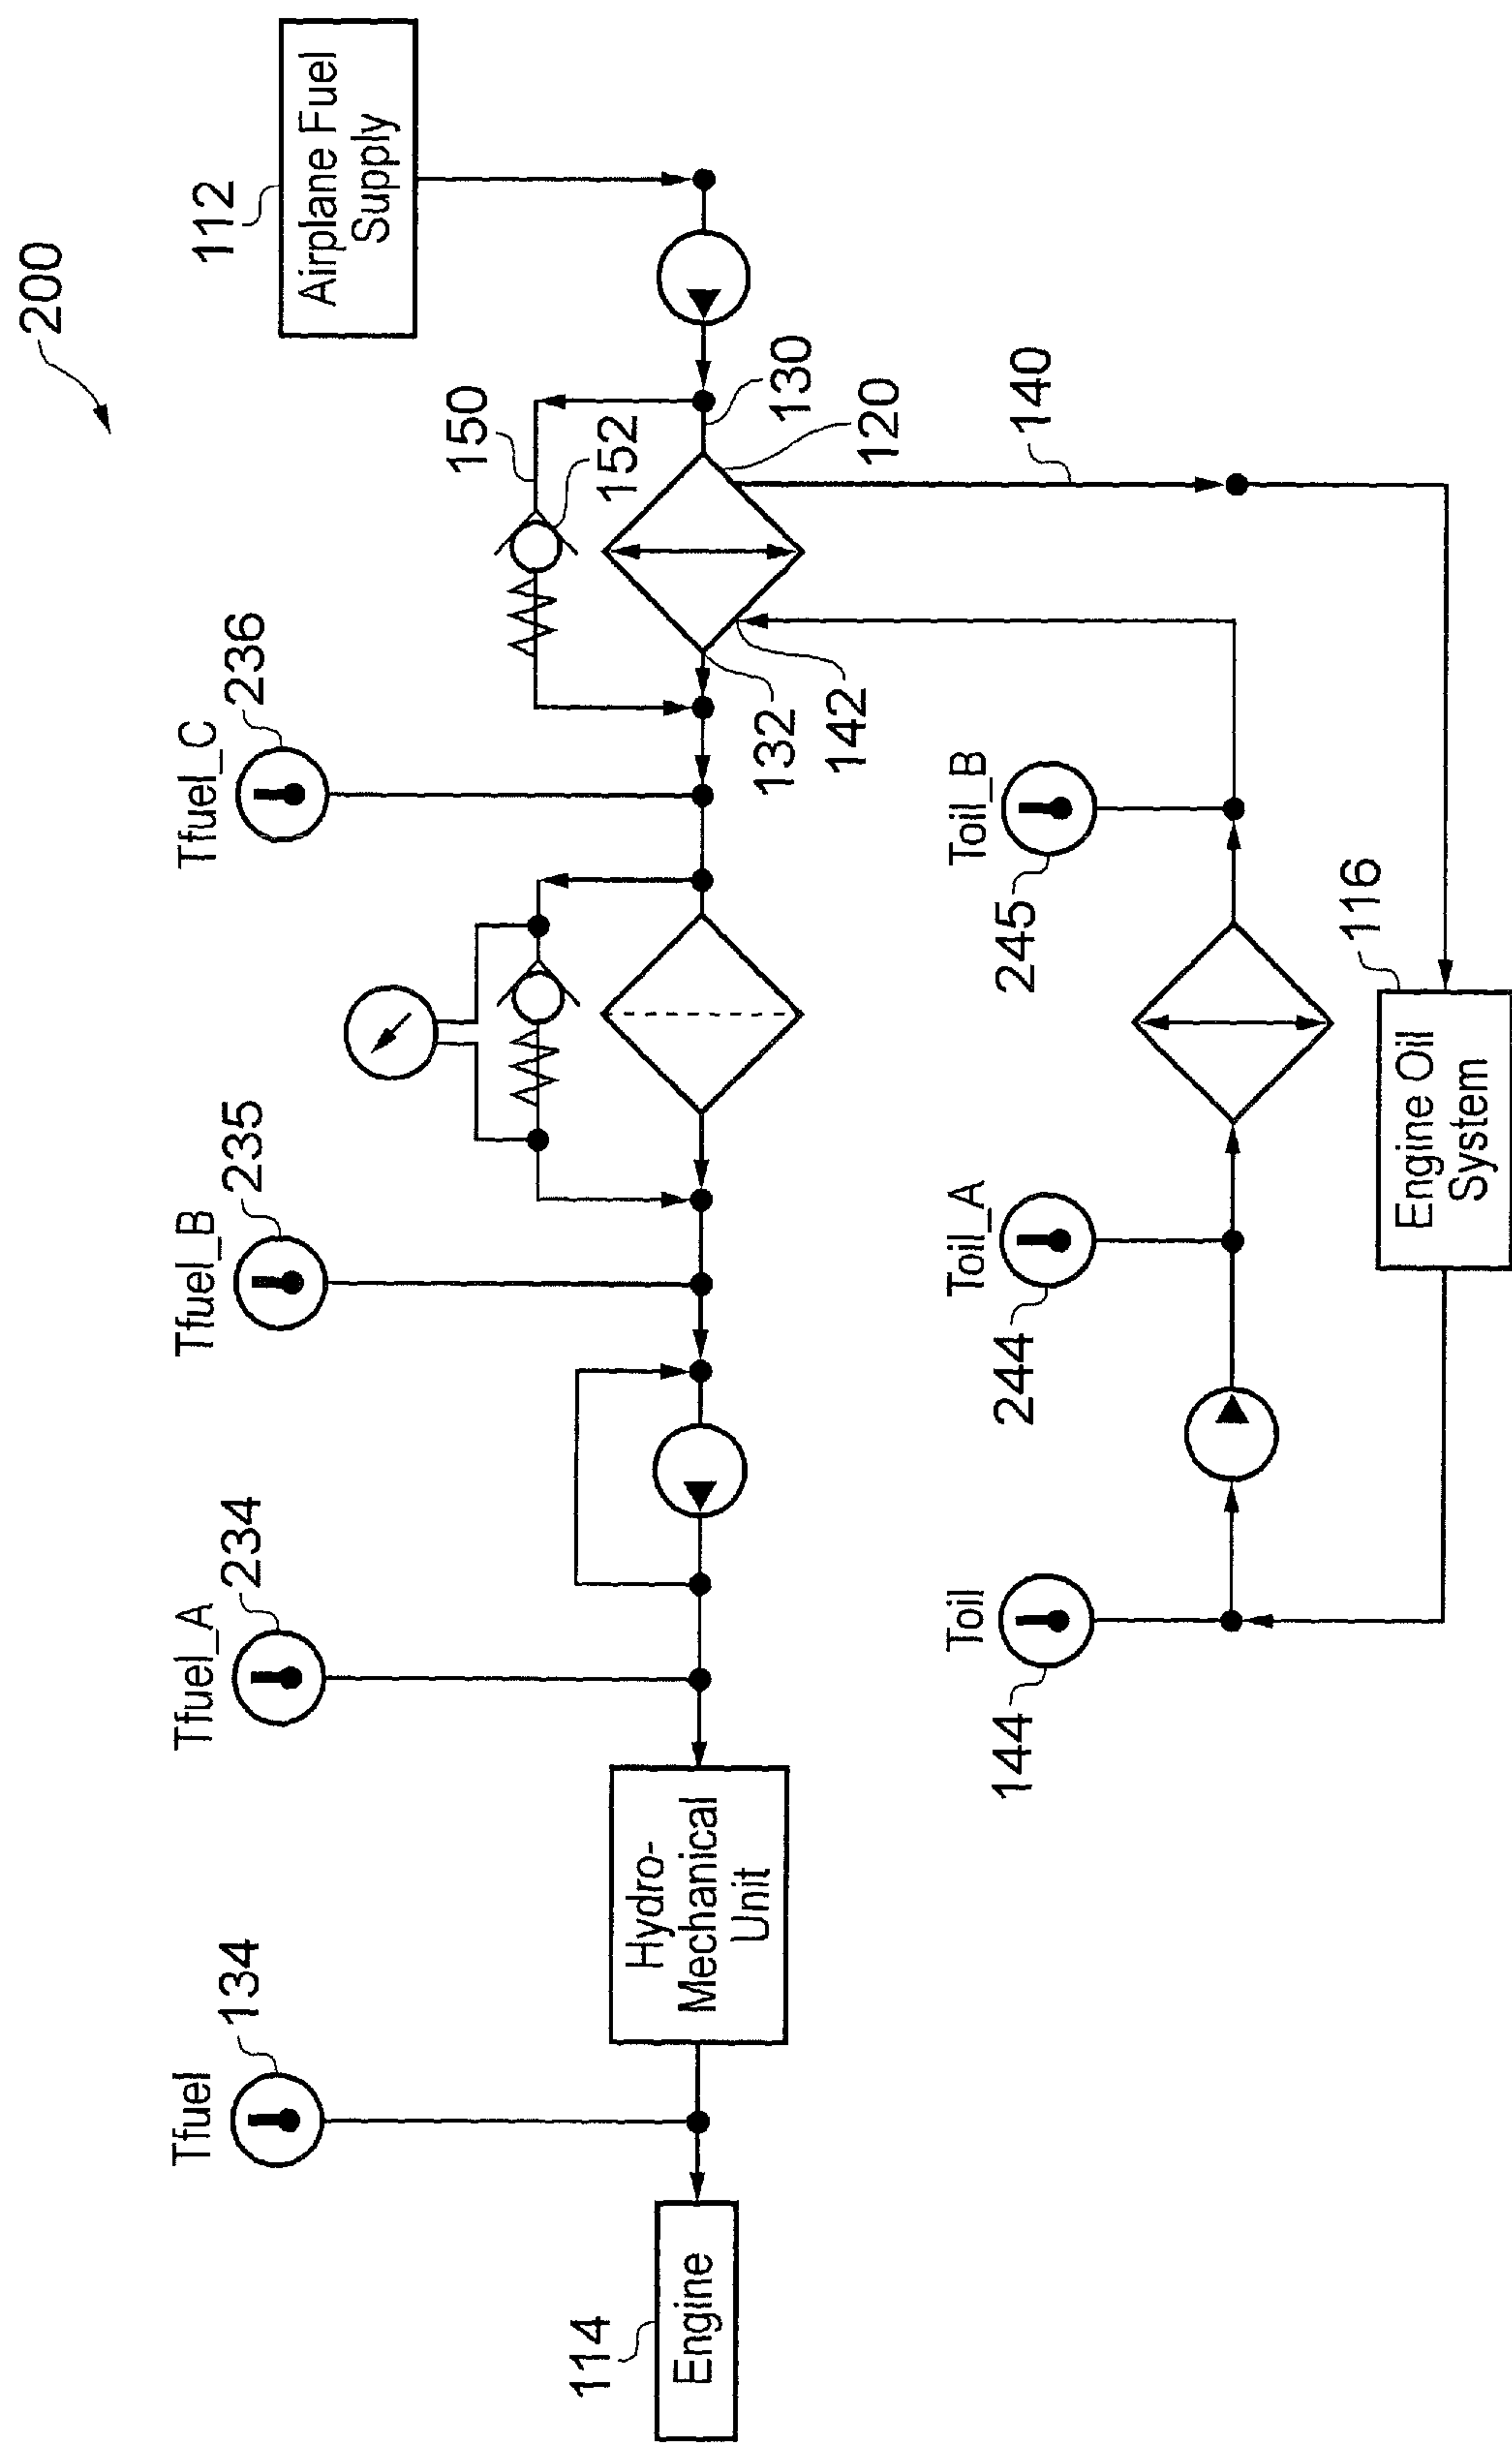 200
112
Airplane Fuel
Supply
150
152
130
120
140
132
142
Tfuel_C
236
Tfuel_B
235
Tfuel_A
234
Tfuel
134
Toil_B
245
Toil_A
244
Toil
144
116
Engine Oil
System
Hydro-
Mechanical
Unit
114
Engine